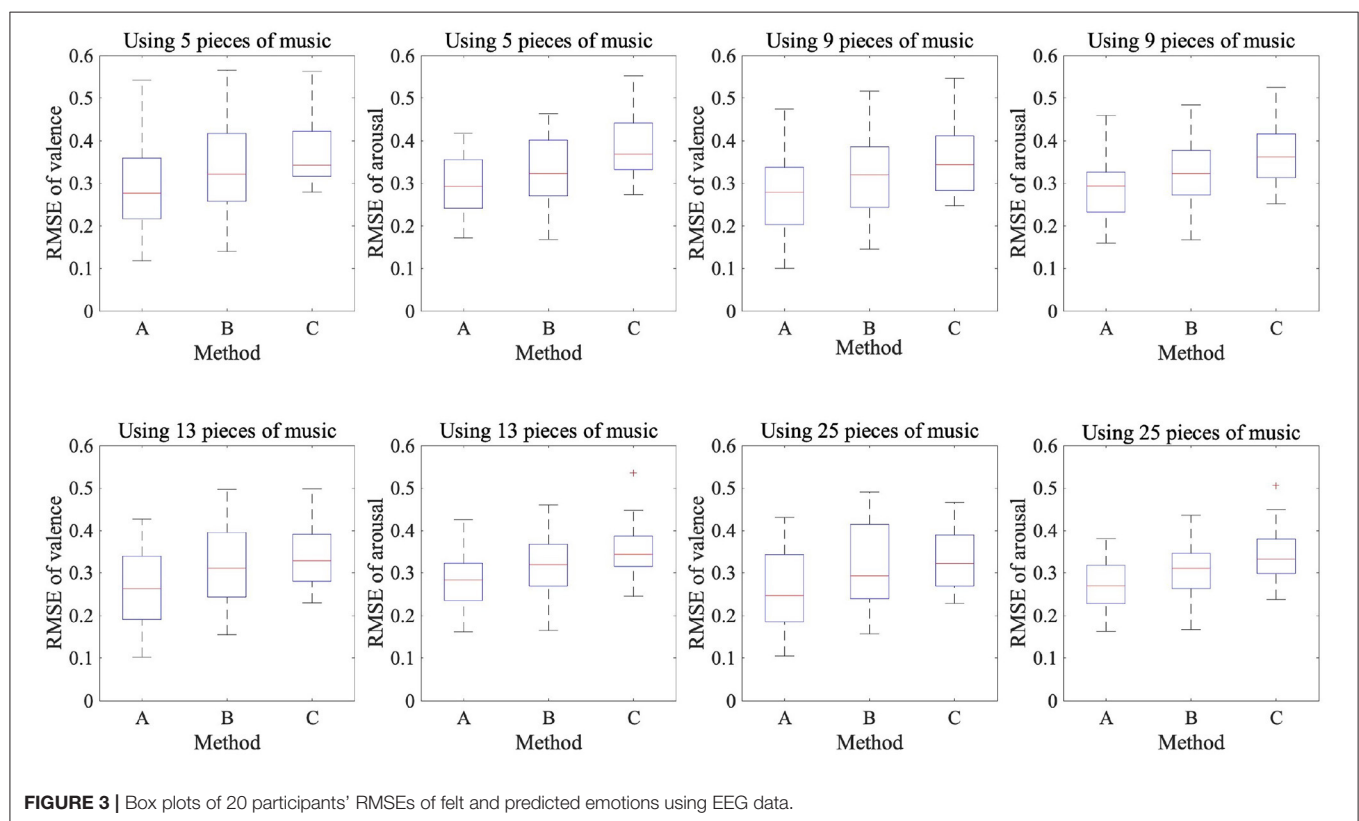 Using 5 pieces of music
RMSE of valence
0.6
0.5
0.4
0.3
0.2
0.1
0
A B C
Method
Using 5 pieces of music
RMSE of arousal
0.6
0.5
0.4
0.3
0.2
0.1
0
A B C
Method
Using 9 pieces of music
RMSE of valence
0.6
0.5
0.4
0.3
0.2
0.1
0
A B C
Method
Using 9 pieces of music
RMSE of arousal
0.6
0.5
0.4
0.3
0.2
0.1
0
A B C
Method
Using 13 pieces of music
RMSE of valence
0.6
0.5
0.4
0.3
0.2
0.1
0
A B C
Method
Using 13 pieces of music
RMSE of arousal
0.6
0.5
0.4
0.3
0.2
0.1
0
A B C
Method
Using 25 pieces of music
RMSE of valence
0.6
0.5
0.4
0.3
0.2
0.1
0
A B C
Method
Using 25 pieces of music
RMSE of arousal
0.6
0.5
0.4
0.3
0.2
0.1
0
A B C
Method
FIGURE 3 | Box plots of 20 participants’ RMSEs of felt and predicted emotions using EEG data.